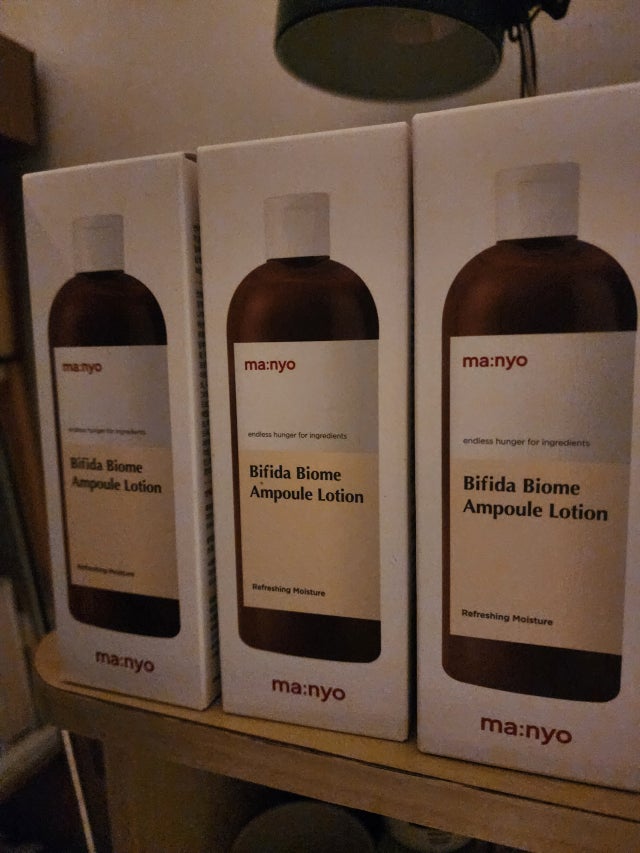 ma:nyo
endless hunger for ingredients
Bifida Biome
Ampoule Lotion
Refreshing Moisture
ma:nyo
ma:nyo
endless hunger for ingredients
Bifida Biome
Ampoule Lotion
Refreshing Moisture
ma:nyo
ma:nyo
endless hunger for ingredients
Bifida Biome
Ampoule Lotion
Refreshing Moisture
ma:nyo